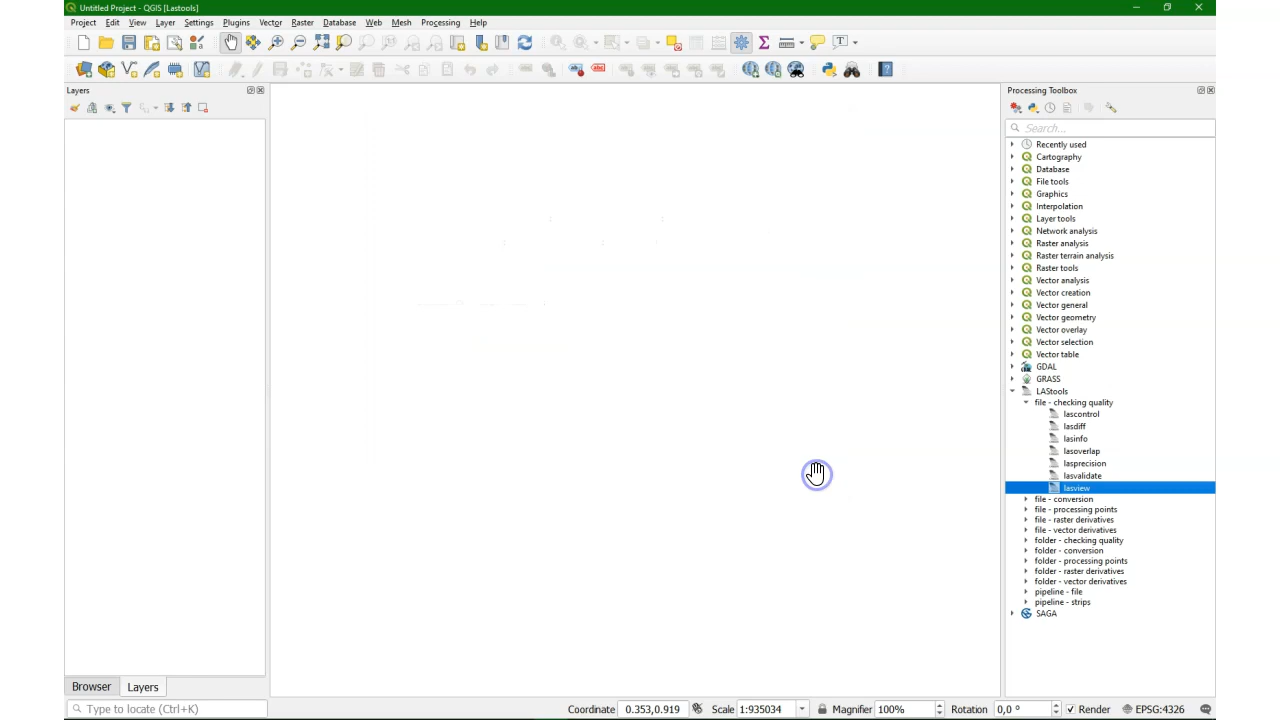 Untitled Project - QGIS [Lastools]
Project Edit View Layer Settings Plugins Vector Raster Database Web Mesh Processing Help
Layers
Processing Toolbox
Search...
Recently used
Cartography
Database
File tools
Graphics
Interpolation
Layer tools
Network analysis
Raster analysis
Raster terrain analysis
Raster tools
Vector analysis
Vector creation
Vector general
Vector geometry
Vector overlay
Vector selection
Vector table
GDAL
GRASS
LAStools
file - checking quality
lascontrol
lasdiff
lasinfo
lasoverlap
lasprecision
lasvalidate
lasview
file - conversion
file - processing points
file - raster derivatives
file - vector derivatives
folder - checking quality
folder - conversion
folder - processing points
folder - raster derivatives
folder - vector derivatives
pipeline - file
pipeline - strips
SAGA
Browser Layers
Type to locate (Ctrl+K) Coordinate 0.353,0.919 Scale 1:935034 Magnifier 100% Rotation 0,0 ° Render EPSG:4326